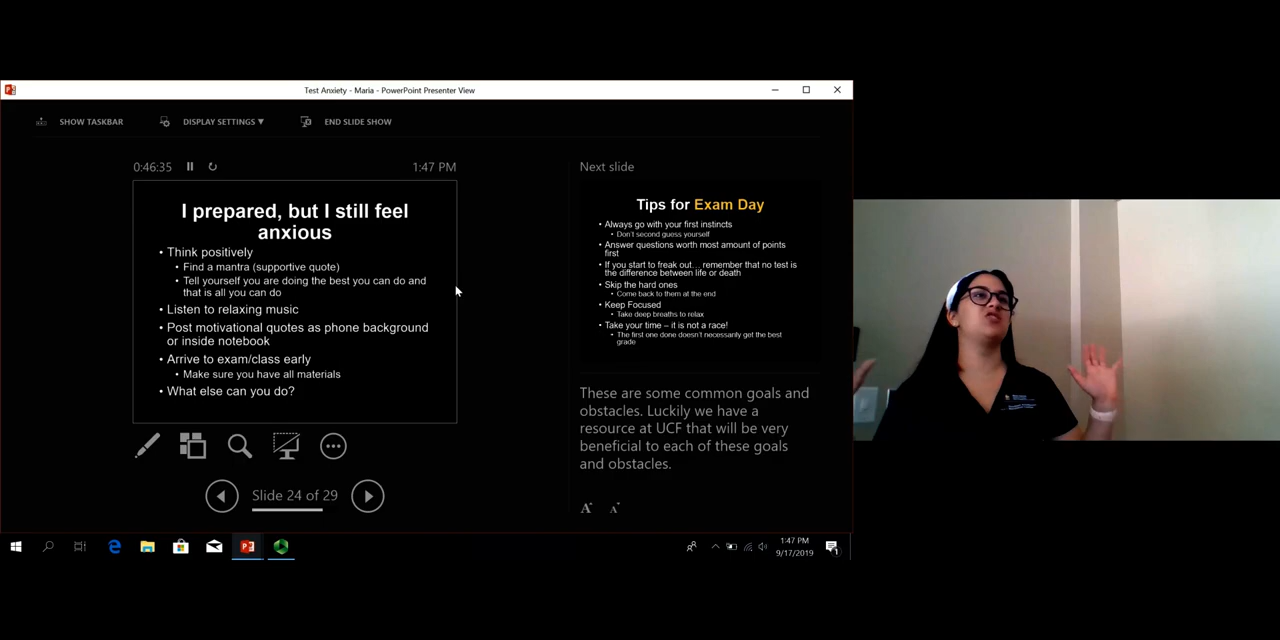 Test Anxiety - Maria - PowerPoint Presenter View
SHOW TASKBAR
DISPLAY SETTINGS ▼
END SLIDE SHOW
0:46:35
1:47 PM
I prepared, but I still feel
anxious
• Think positively
• Find a mantra (supportive quote)
• Tell yourself you are doing the best you can do and
that is all you can do
• Listen to relaxing music
• Post motivational quotes as phone background
or inside notebook
• Arrive to exam/class early
• Make sure you have all materials
• What else can you do?
Slide 24 of 29
Next slide
Tips for Exam Day
• Always go with your first instincts
• Don't second guess yourself
• Answer questions worth most amount of points
first
• If you start to freak out... remember that no test is
the difference between life or death
• Skip the hard ones
• Come back to them at the end
• Keep Focused
• Take deep breaths to relax
• Take your time – it is not a race!
• The first one done doesn't necessarily get the best
grade
These are some common goals and
obstacles. Luckily we have a
resource at UCF that will be very
beneficial to each of these goals
and obstacles.
A A
1:47 PM
9/17/2019